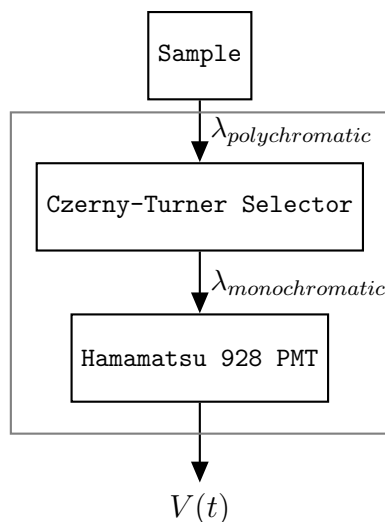 Sample
λ_polychromatic
Czerny-Turner Selector
λ_monochromatic
Hamamatsu 928 PMT
V(t)